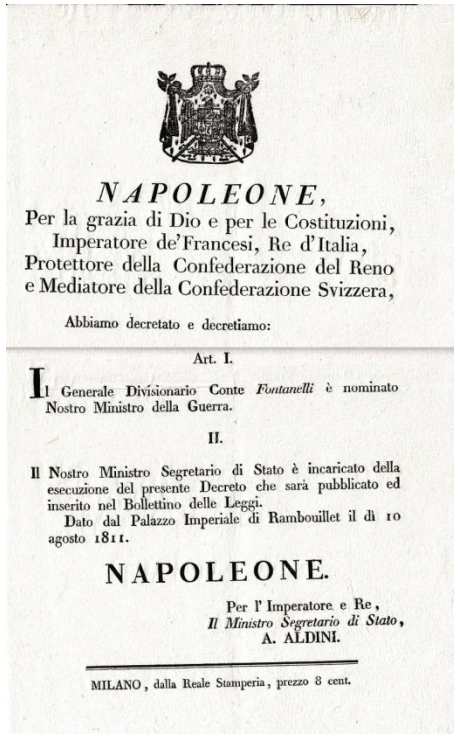 NAPOLEONE,
Per la grazia di Dio e per le Costituzioni,
Imperatore de'Francesi, Re d'Italia,
Protettore della Confederazione del Reno
e Mediatore della Confederazione Svizzera,
Abbiamo decretato e decretiamo:
Art. I.
Il Generale Divisionario Conte Fontanelli è nominato
Nostro Ministro della Guerra.
II.
Il Nostro Ministro Segretario di Stato è incaricato della
esecuzione del presente Decreto che sarà pubblicato ed
inserito nel Bollettino delle Leggi.
Dato dal Palazzo Imperiale di Rambouillet il dì 10
agosto 1811.
NAPOLEONE.
Per l' Imperatore e Re,
Il Ministro Segretario di Stato,
A. ALDINI.
MILANO, dalla Reale Stamperia, prezzo 8 cent.